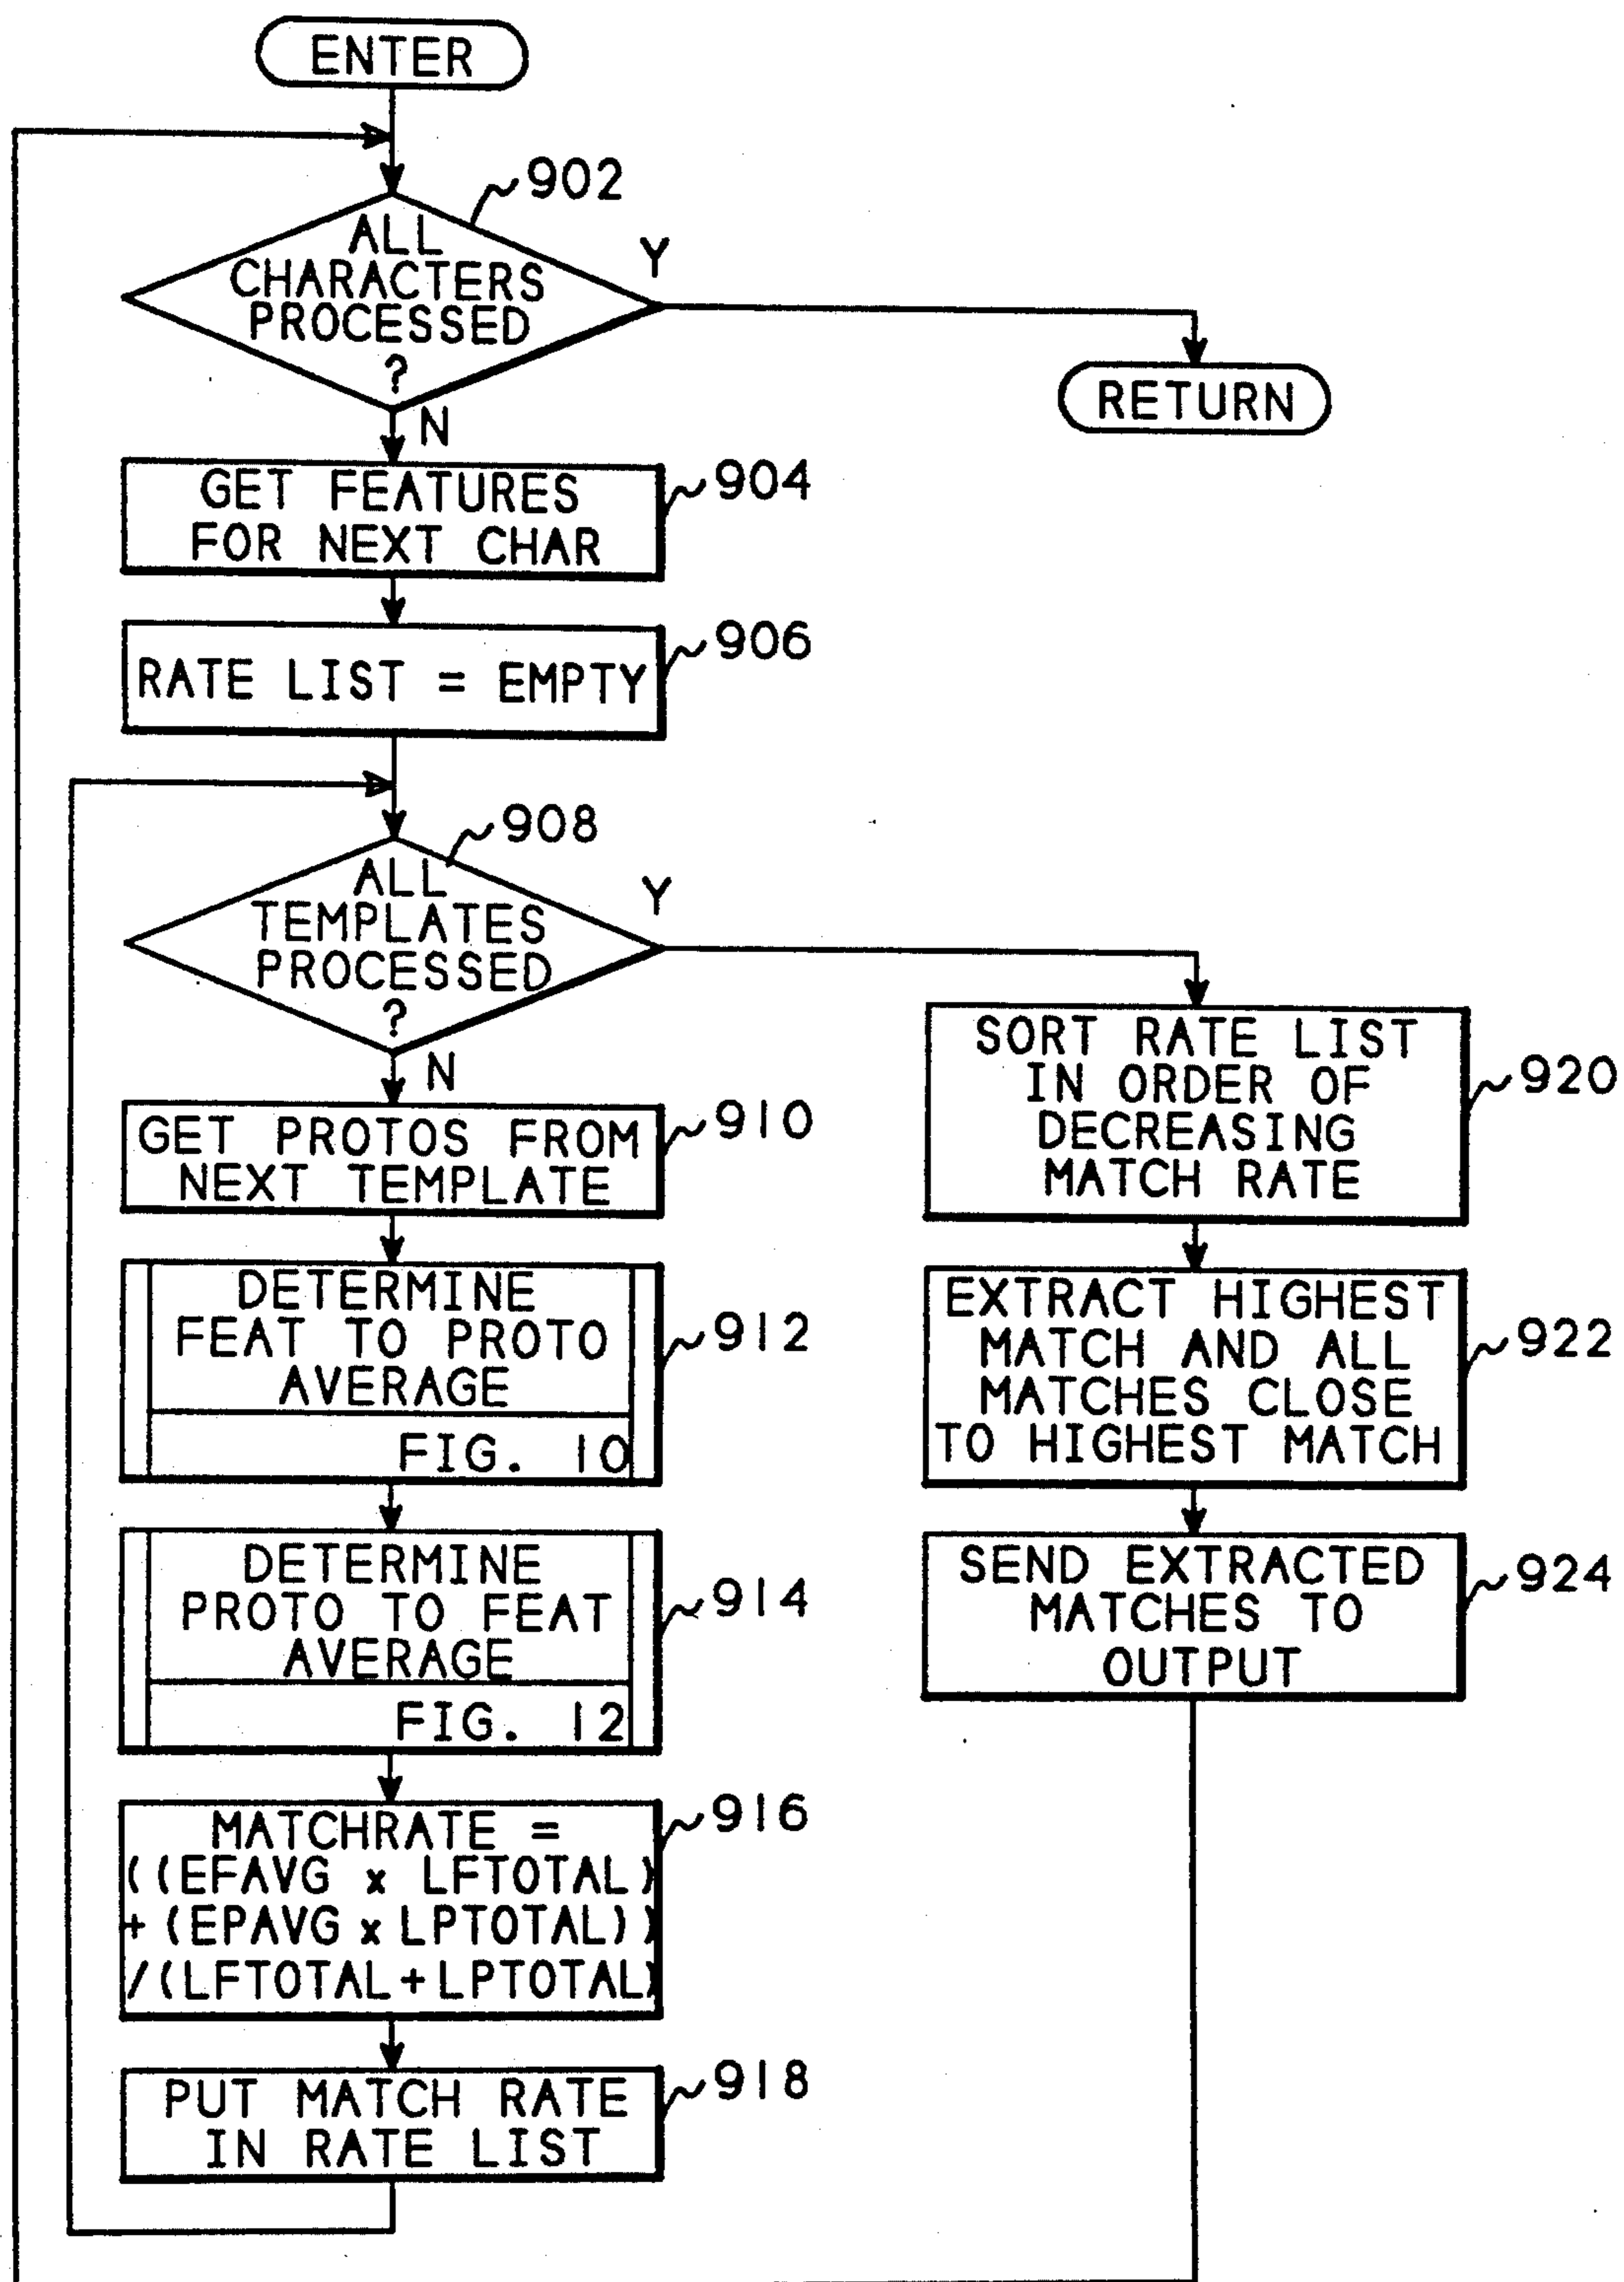 ENTER
902
ALL
CHARACTERS
PROCESSED
?
Y
N
RETURN
GET FEATURES
FOR NEXT CHAR
904
RATE LIST = EMPTY
906
908
ALL
TEMPLATES
PROCESSED
?
Y
N
GET PROTOS FROM
NEXT TEMPLATE
910
DETERMINE
FEAT TO PROTO
AVERAGE
FIG. 10
912
DETERMINE
PROTO TO FEAT
AVERAGE
FIG. 12
914
MATCHRATE =
((EFAVG x LFTOTAL)
+ (EPAVG x LPTOTAL))
/(LFTOTAL + LPTOTAL)
916
PUT MATCH RATE
IN RATE LIST
918
SORT RATE LIST
IN ORDER OF
DECREASING
MATCH RATE
920
EXTRACT HIGHEST
MATCH AND ALL
MATCHES CLOSE
TO HIGHEST MATCH
922
SEND EXTRACTED
MATCHES TO
OUTPUT
924